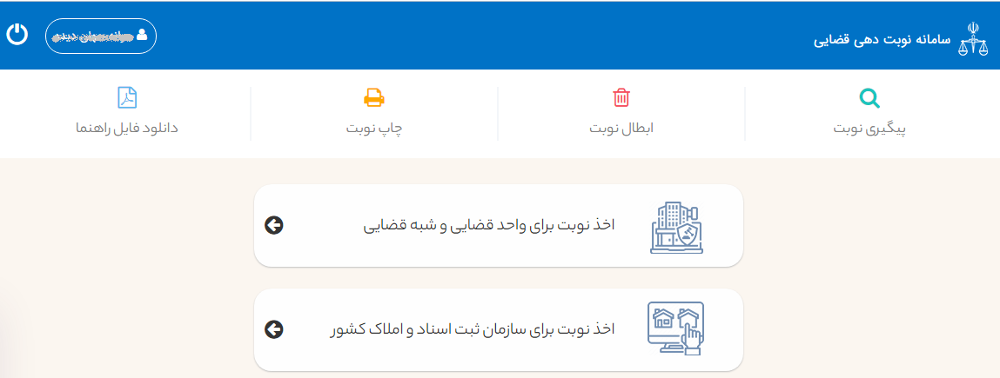 سامانه نوبت دهی قضایی
پیگیری نوبت
ابطال نوبت
چاپ نوبت
دانلود فایل راهنما
اخذ نوبت برای واحد قضایی و شبه قضایی
اخذ نوبت برای سازمان ثبت اسناد و املاک کشور